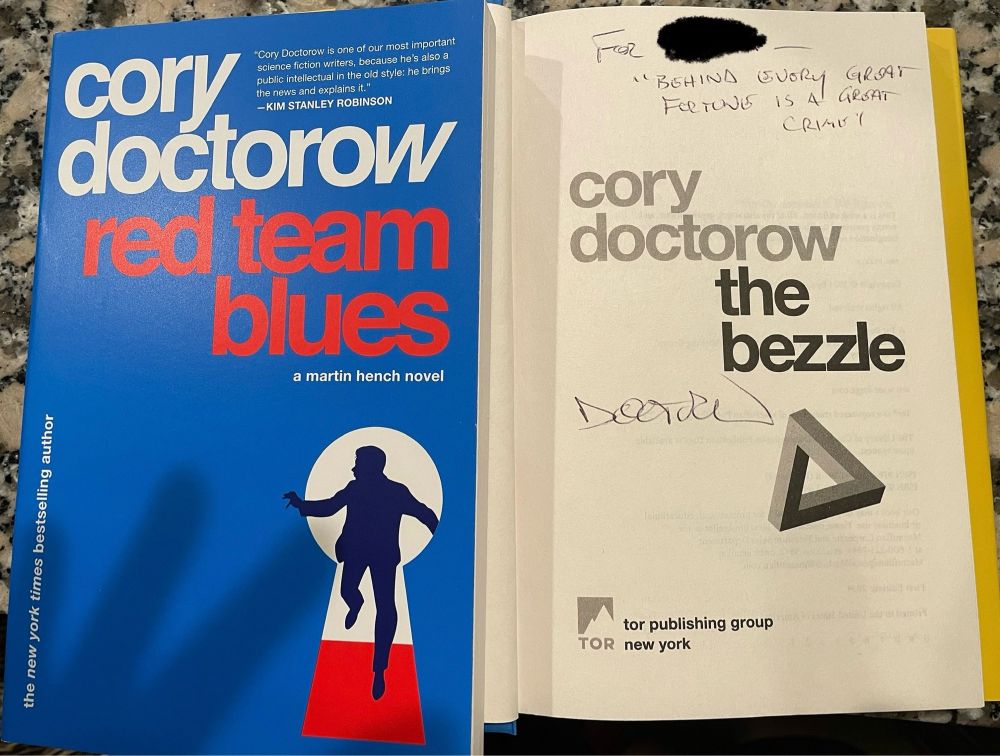 cory
doctorow
"Cory Doctorow is one of our most important
science fiction writers, because he's also a
public intellectual in the old style: he brings
the news and explains it."
—KIM STANLEY ROBINSON
red team
blues
a martin hench novel
the new york times bestselling author
FOR —
"BEHIND EVERY GREAT
FORTUNE IS A GREAT
CRIME"
cory
doctorow
the
bezzle
TOR
tor publishing group
new york